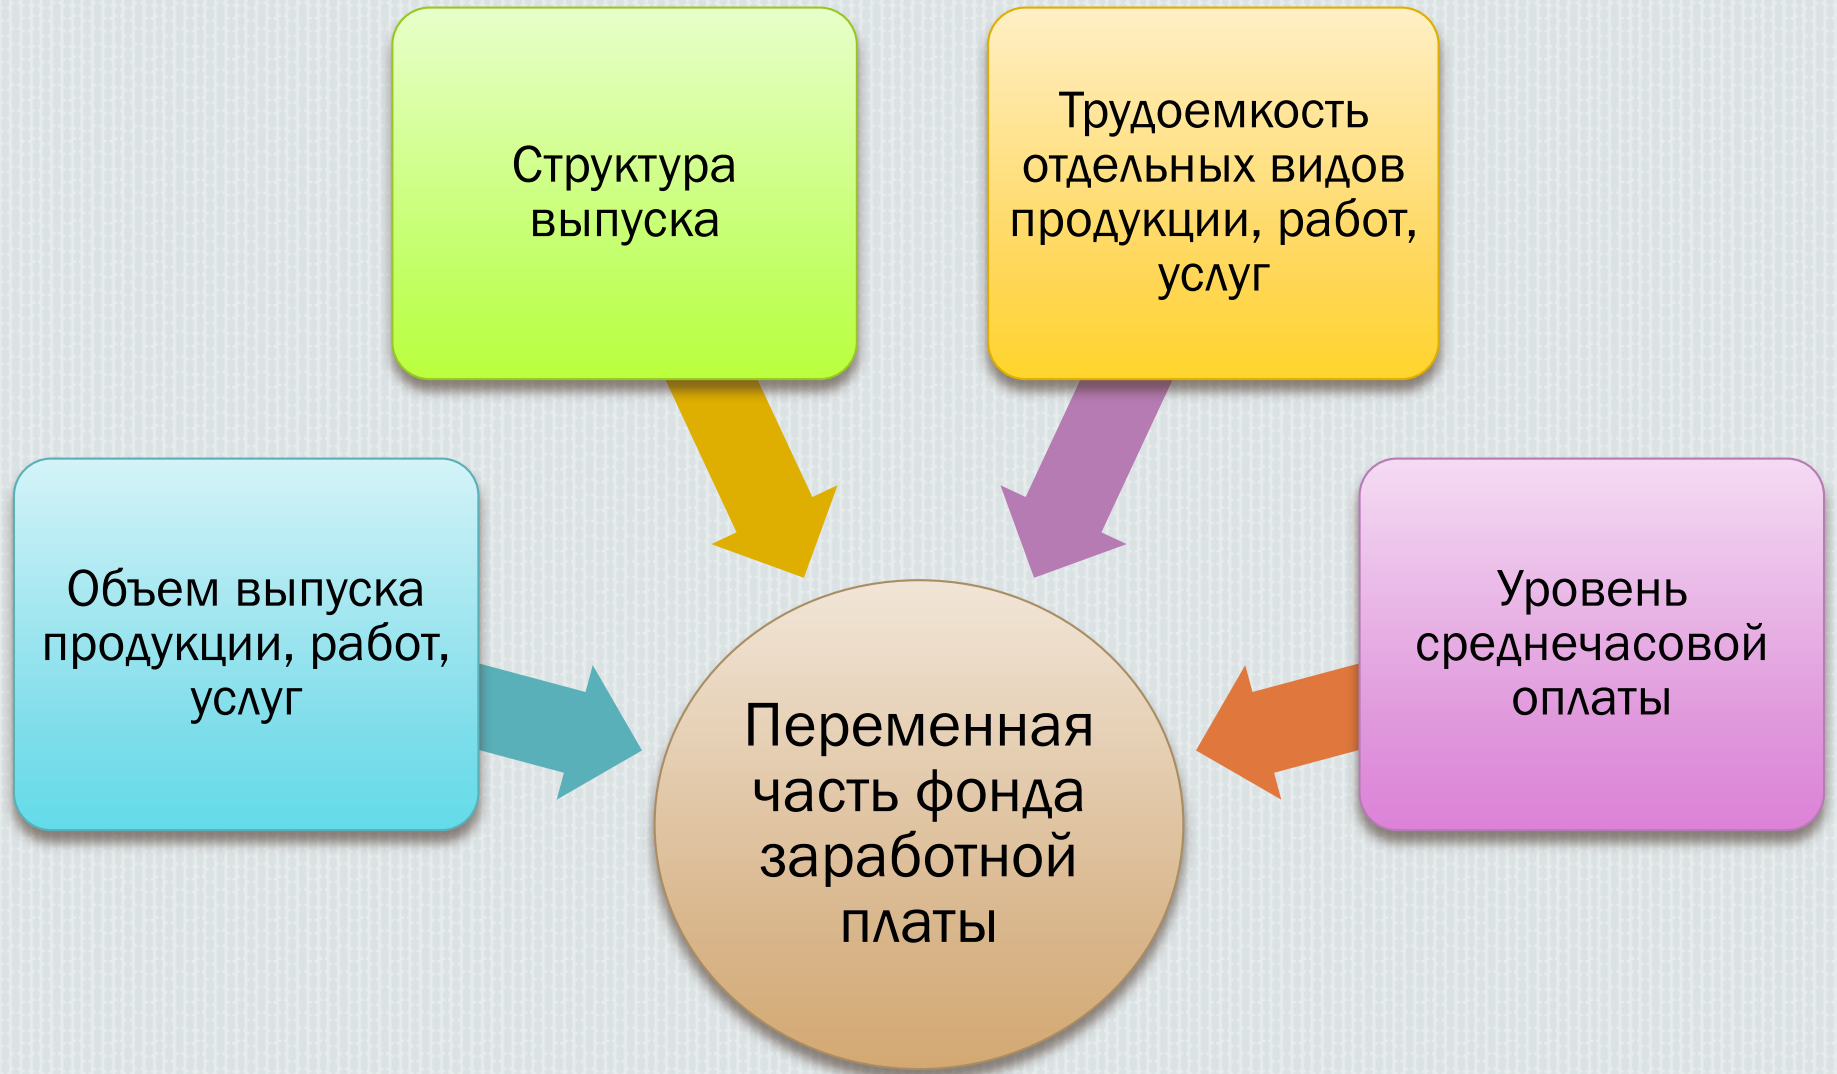 Структура
выпуска
Трудоемкость
отдельных видов
продукции, работ,
услуг
Объем выпуска
продукции, работ,
услуг
Уровень
среднечасовой
оплаты
Переменная
часть фонда
заработной
платы